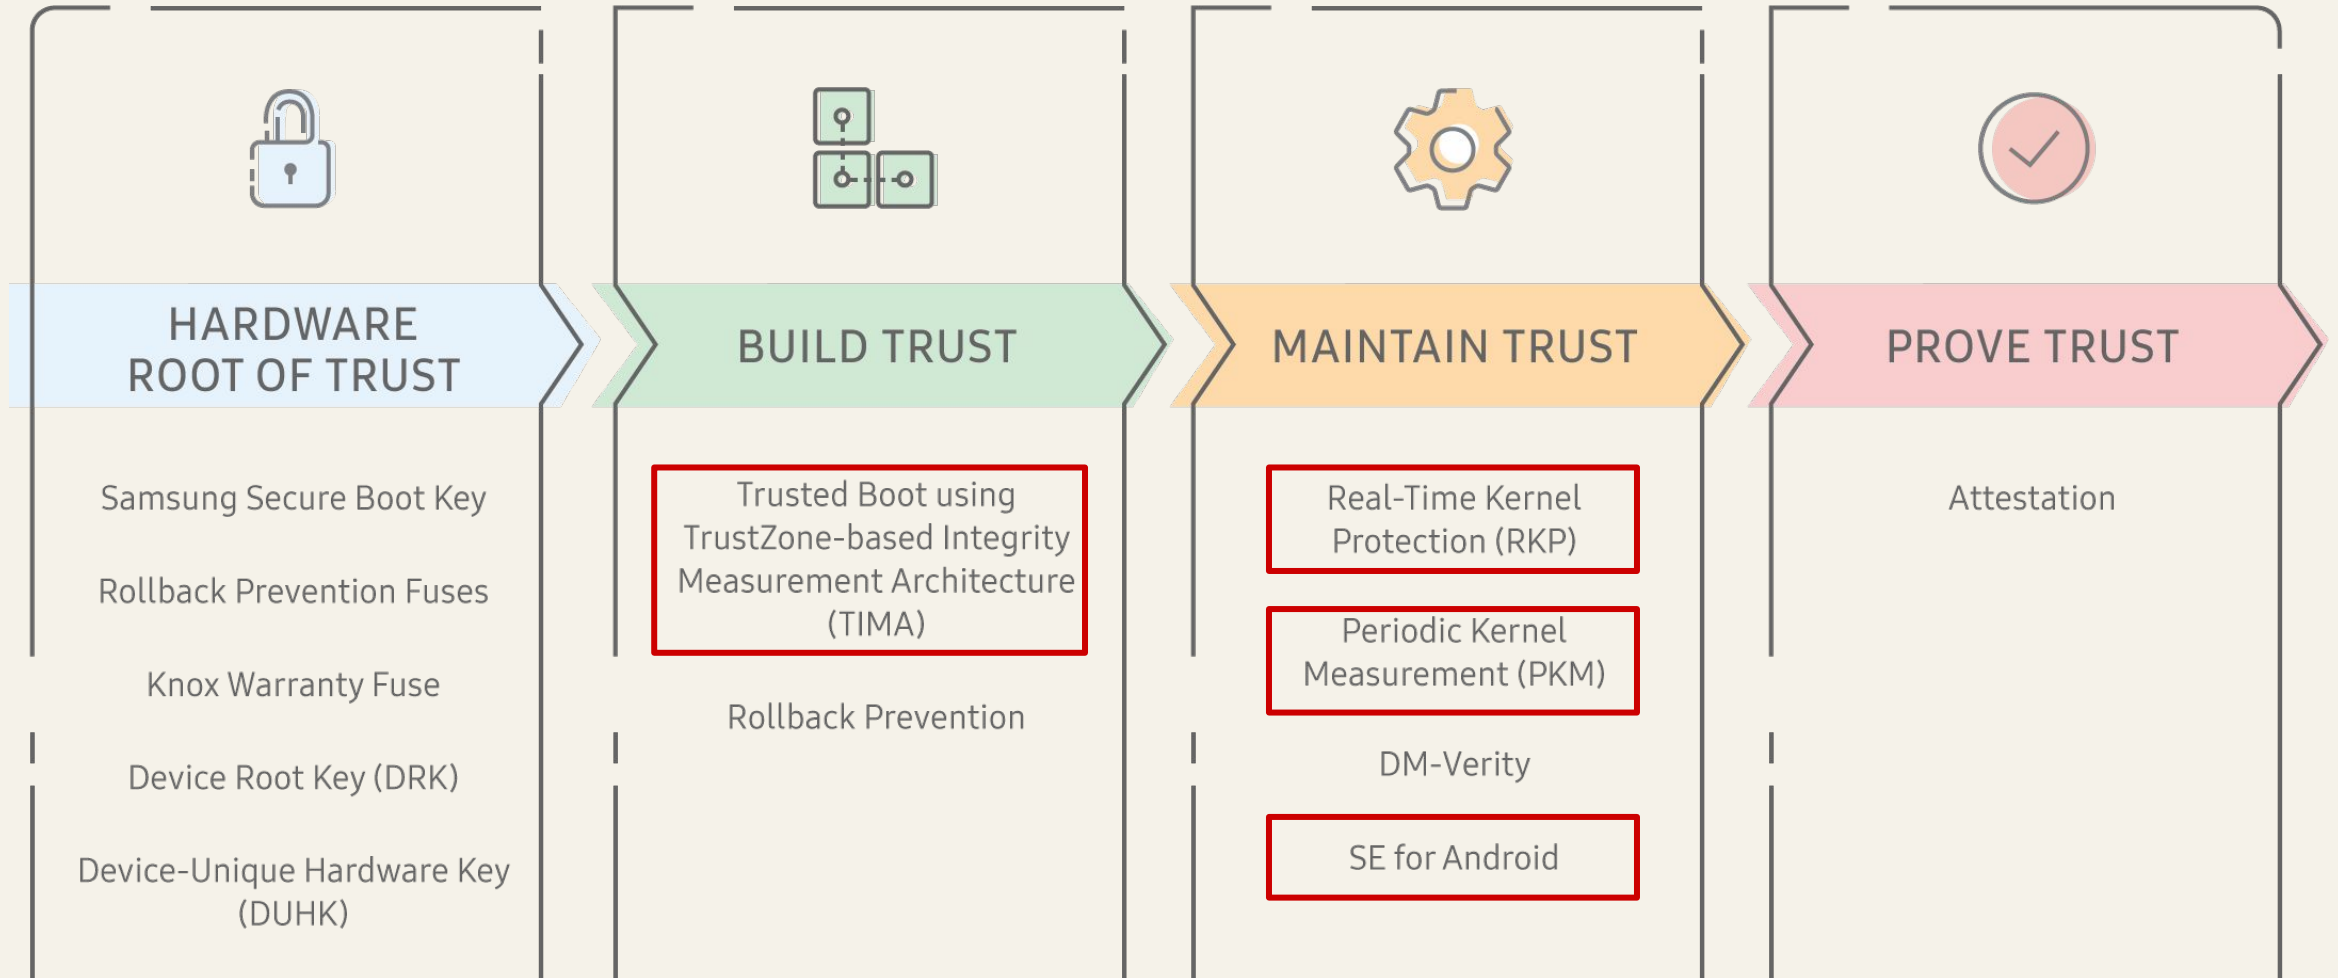 HARDWARE
ROOT OF TRUST
Samsung Secure Boot Key
Rollback Prevention Fuses
Knox Warranty Fuse
Device Root Key (DRK)
Device-Unique Hardware Key
(DUHK)
BUILD TRUST
Trusted Boot using
TrustZone-based Integrity
Measurement Architecture
(TIMA)
Rollback Prevention
MAINTAIN TRUST
Real-Time Kernel
Protection (RKP)
Periodic Kernel
Measurement (PKM)
DM-Verity
SE for Android
PROVE TRUST
Attestation